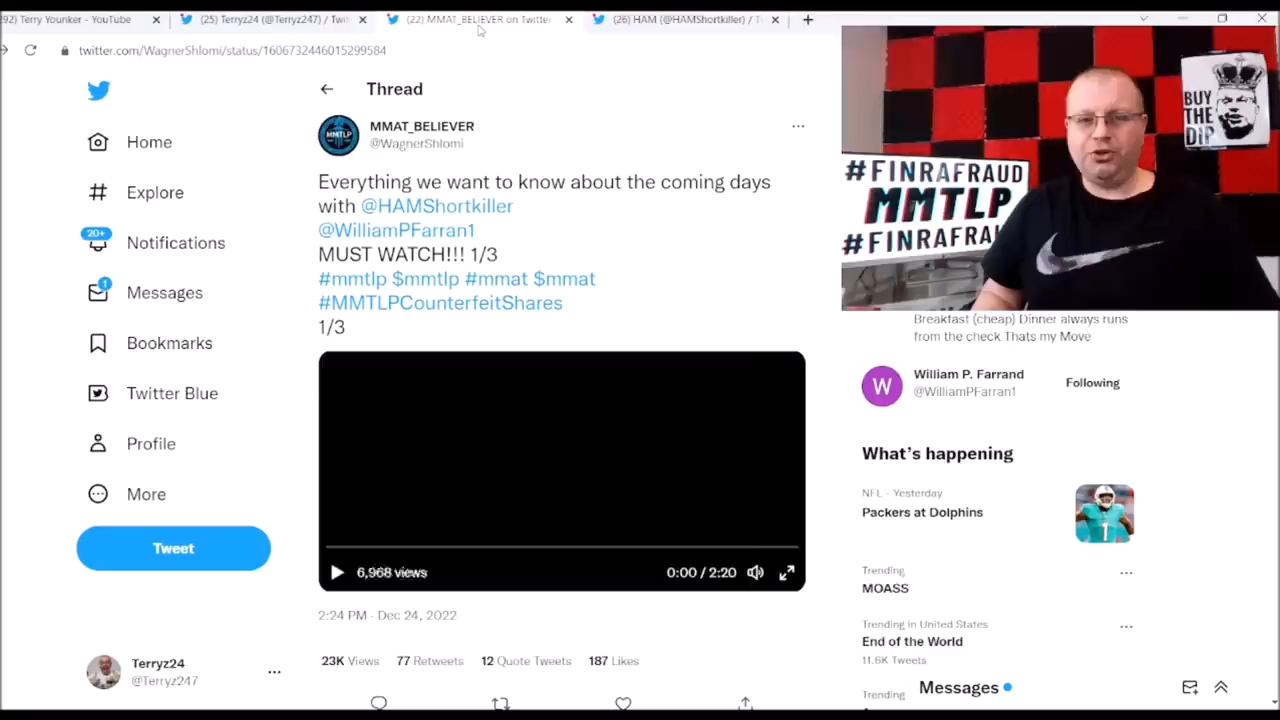 292) Terry Younker - YouTube
(25) Terryz24 (@Terryz247) / Twit
(22) MMAT_BELIEVER on Twitter
(26) HAM (@HAMShortkiller) / T
twitter.com/WagnerShlomi/status/1606732446015299584
Home
Explore
20+
Notifications
1
Messages
Bookmarks
Twitter Blue
Profile
More
Tweet
Terryz24
@Terryz247
Thread
MMTLP
MMAT_BELIEVER
@WagnerShlomi
Everything we want to know about the coming days
with @HAMShortkiller
@WilliamPFarran1
MUST WATCH!!! 1/3
#mmtlp $mmtlp #mmat $mmat
#MMTLPCounterfeitShares
1/3
6,968 views
0:00 / 2:20
2:24 PM · Dec 24, 2022
23K Views 77 Retweets 12 Quote Tweets 187 Likes
BUY
THE
DIP
#FINRAFRAUD
MMTLP
#FINRAFRA
Breakfast (cheap) Dinner always runs
from the check Thats my Move
W
William P. Farrand
@WilliamPFarran1
Following
What's happening
NFL · Yesterday
Packers at Dolphins
1
Trending
MOASS
Trending in United States
End of the World
11.6K Tweets
Trending
Messages